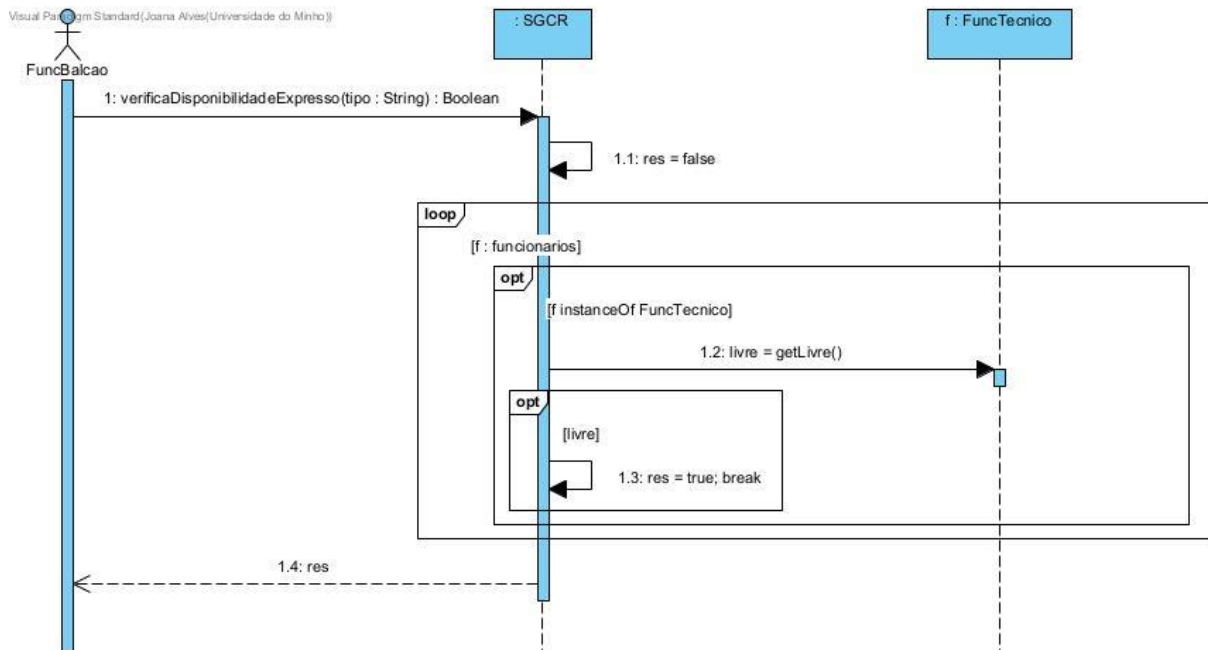 Visual Paradigm Standard(Joana Alves(Universidade do Minho))
: SGCR
f : FuncTecnico
FuncBalcao
1: verificaDisponibilidadeExpresso(tipo : String) : Boolean
1.1: res = false
loop
[f : funcionarios]
opt
[f instanceOf FuncTecnico]
1.2: livre = getLivre()
opt
[livre]
1.3: res = true; break
1.4: res